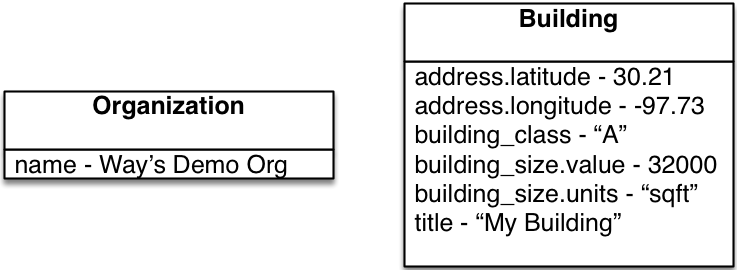 Organization
name - Way's Demo Org
Building
address.latitude - 30.21
address.longitude - -97.73
building_class - “A”
building_size.value - 32000
building_size.units - “sqft”
title - “My Building”